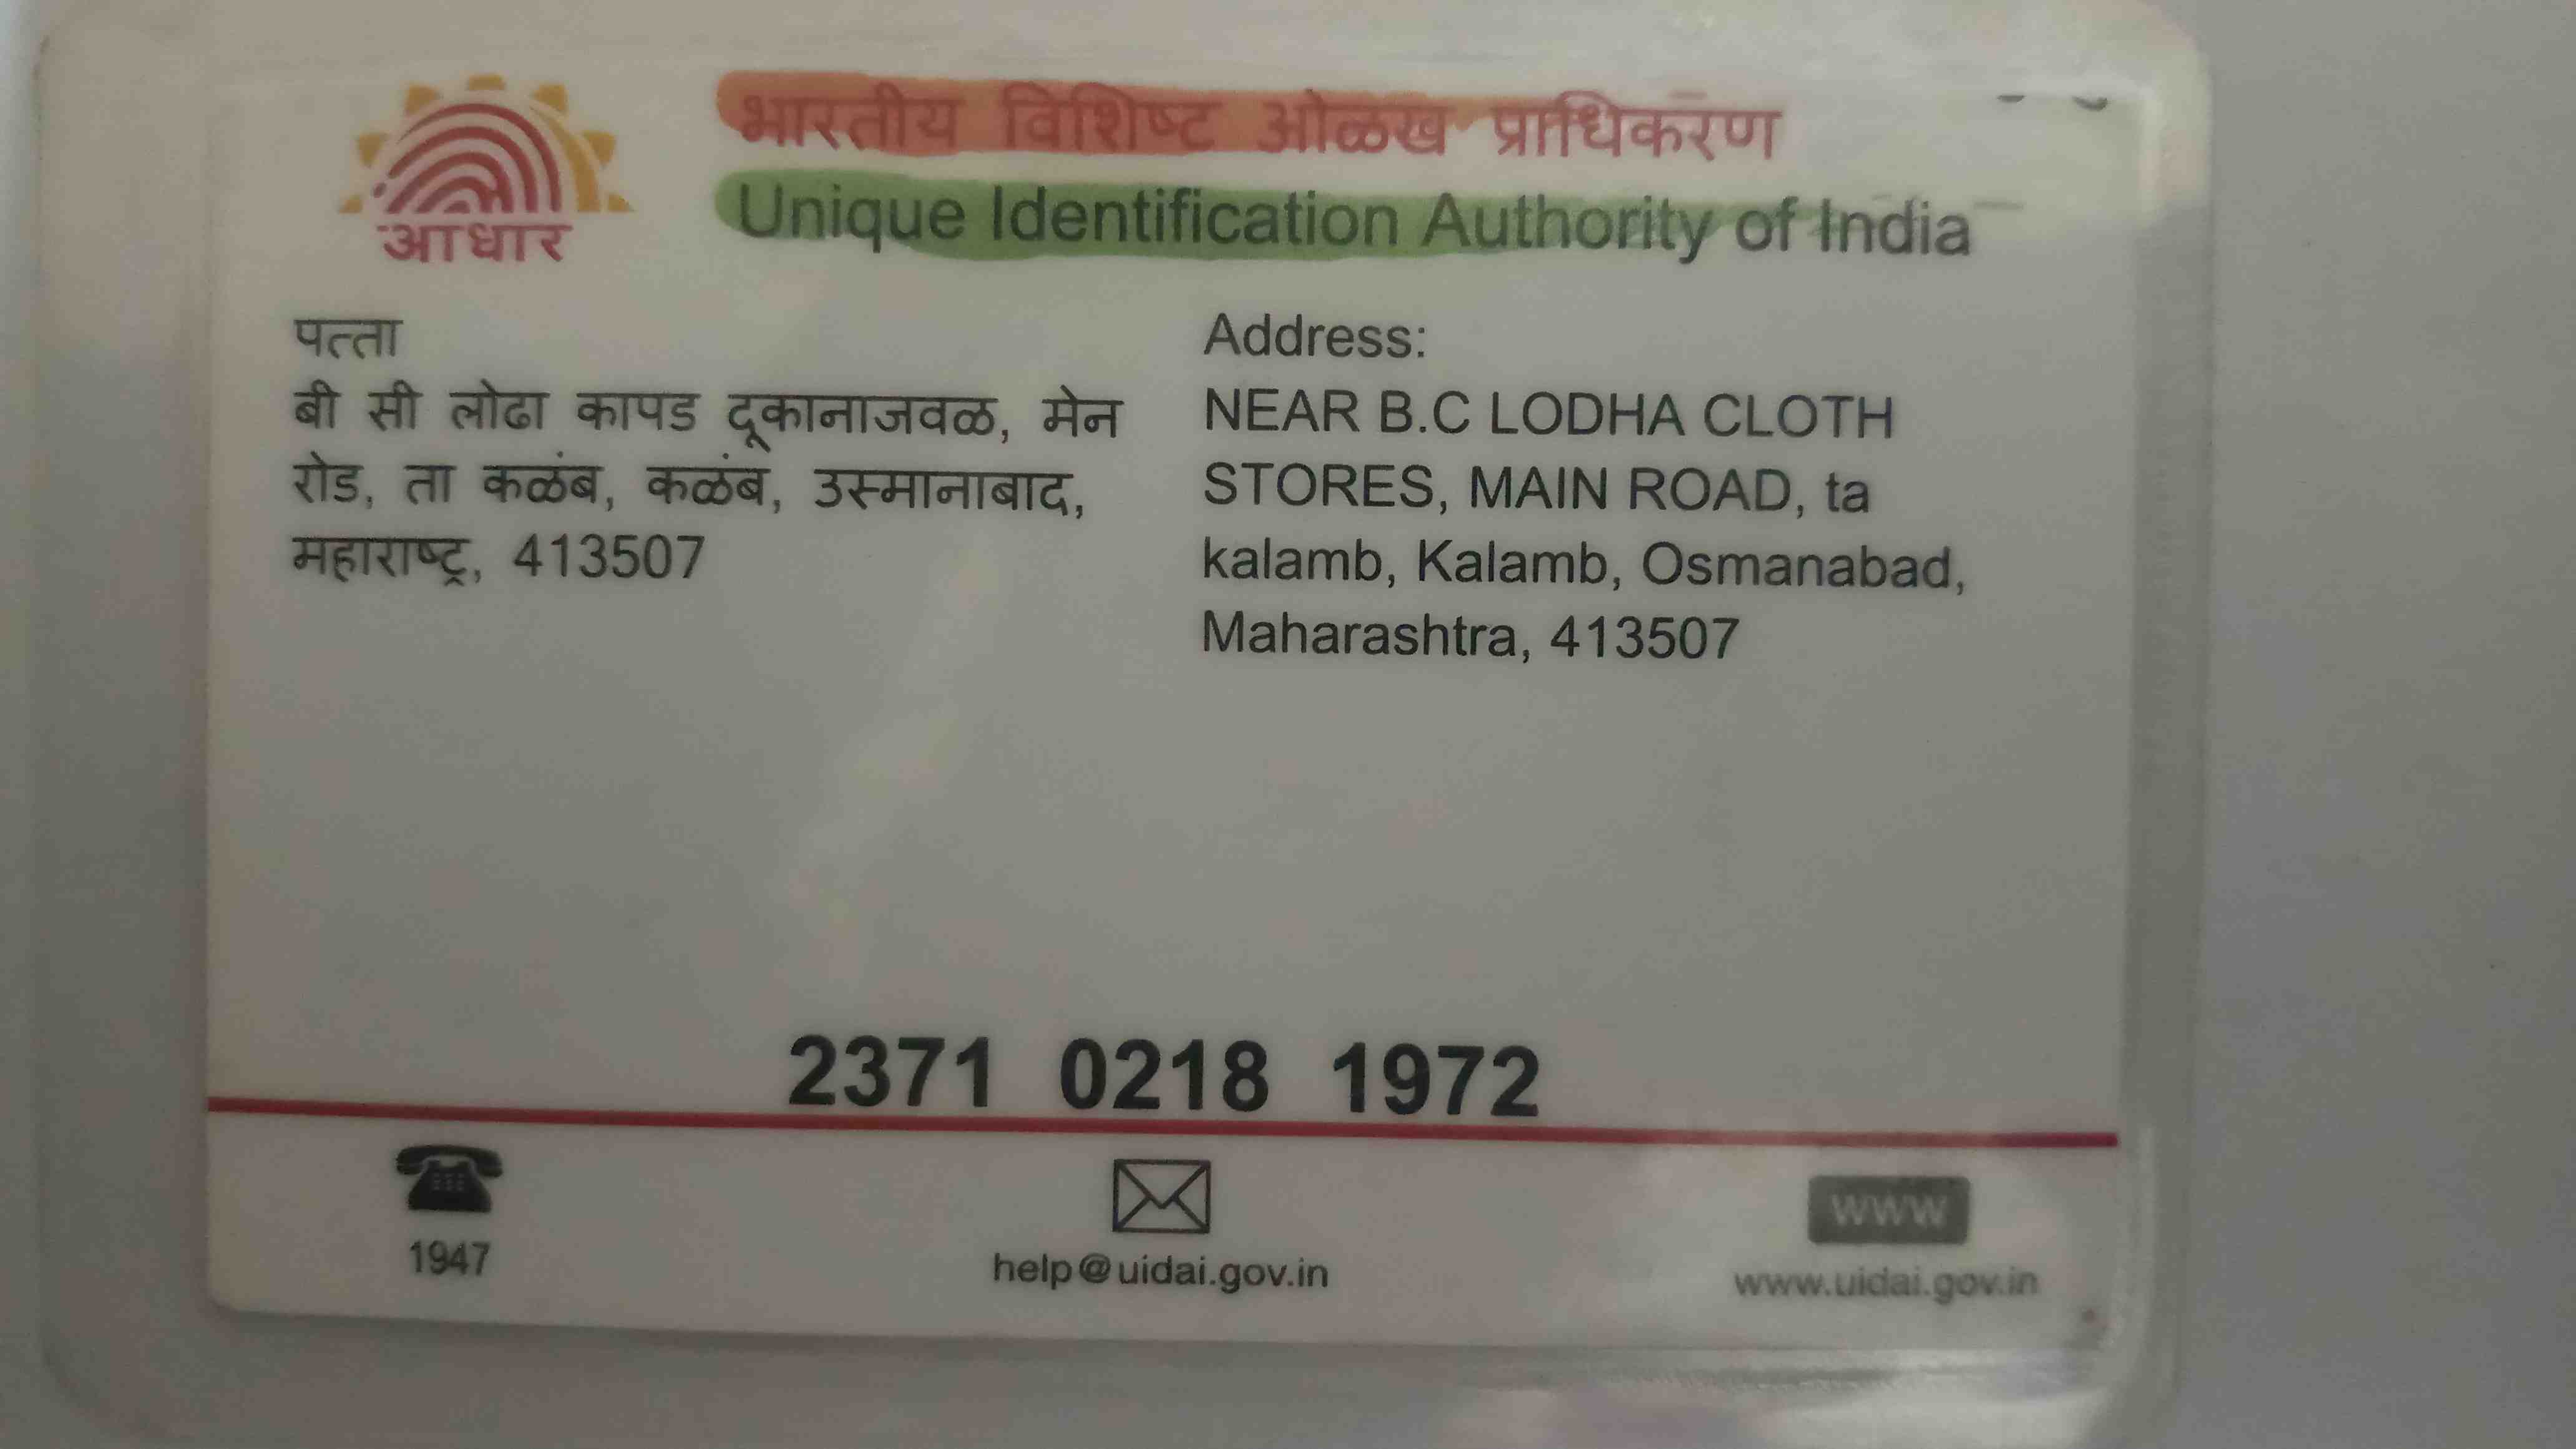 आधार
भारतीय विशिष्ट ओळख प्राधिकरण
Unique Identification Authority of India
पत्ता
बी सी लोढा कापड दूकानाजवळ, मेन
रोड, ता कळंब, कळंब, उस्मानाबाद,
महाराष्ट्र, 413507
Address:
NEAR B.C LODHA CLOTH
STORES, MAIN ROAD, ta
kalamb, Kalamb, Osmanabad,
Maharashtra, 413507
2371 0218 1972
1947
help@uidai.gov.in
www
www.uidai.gov.in